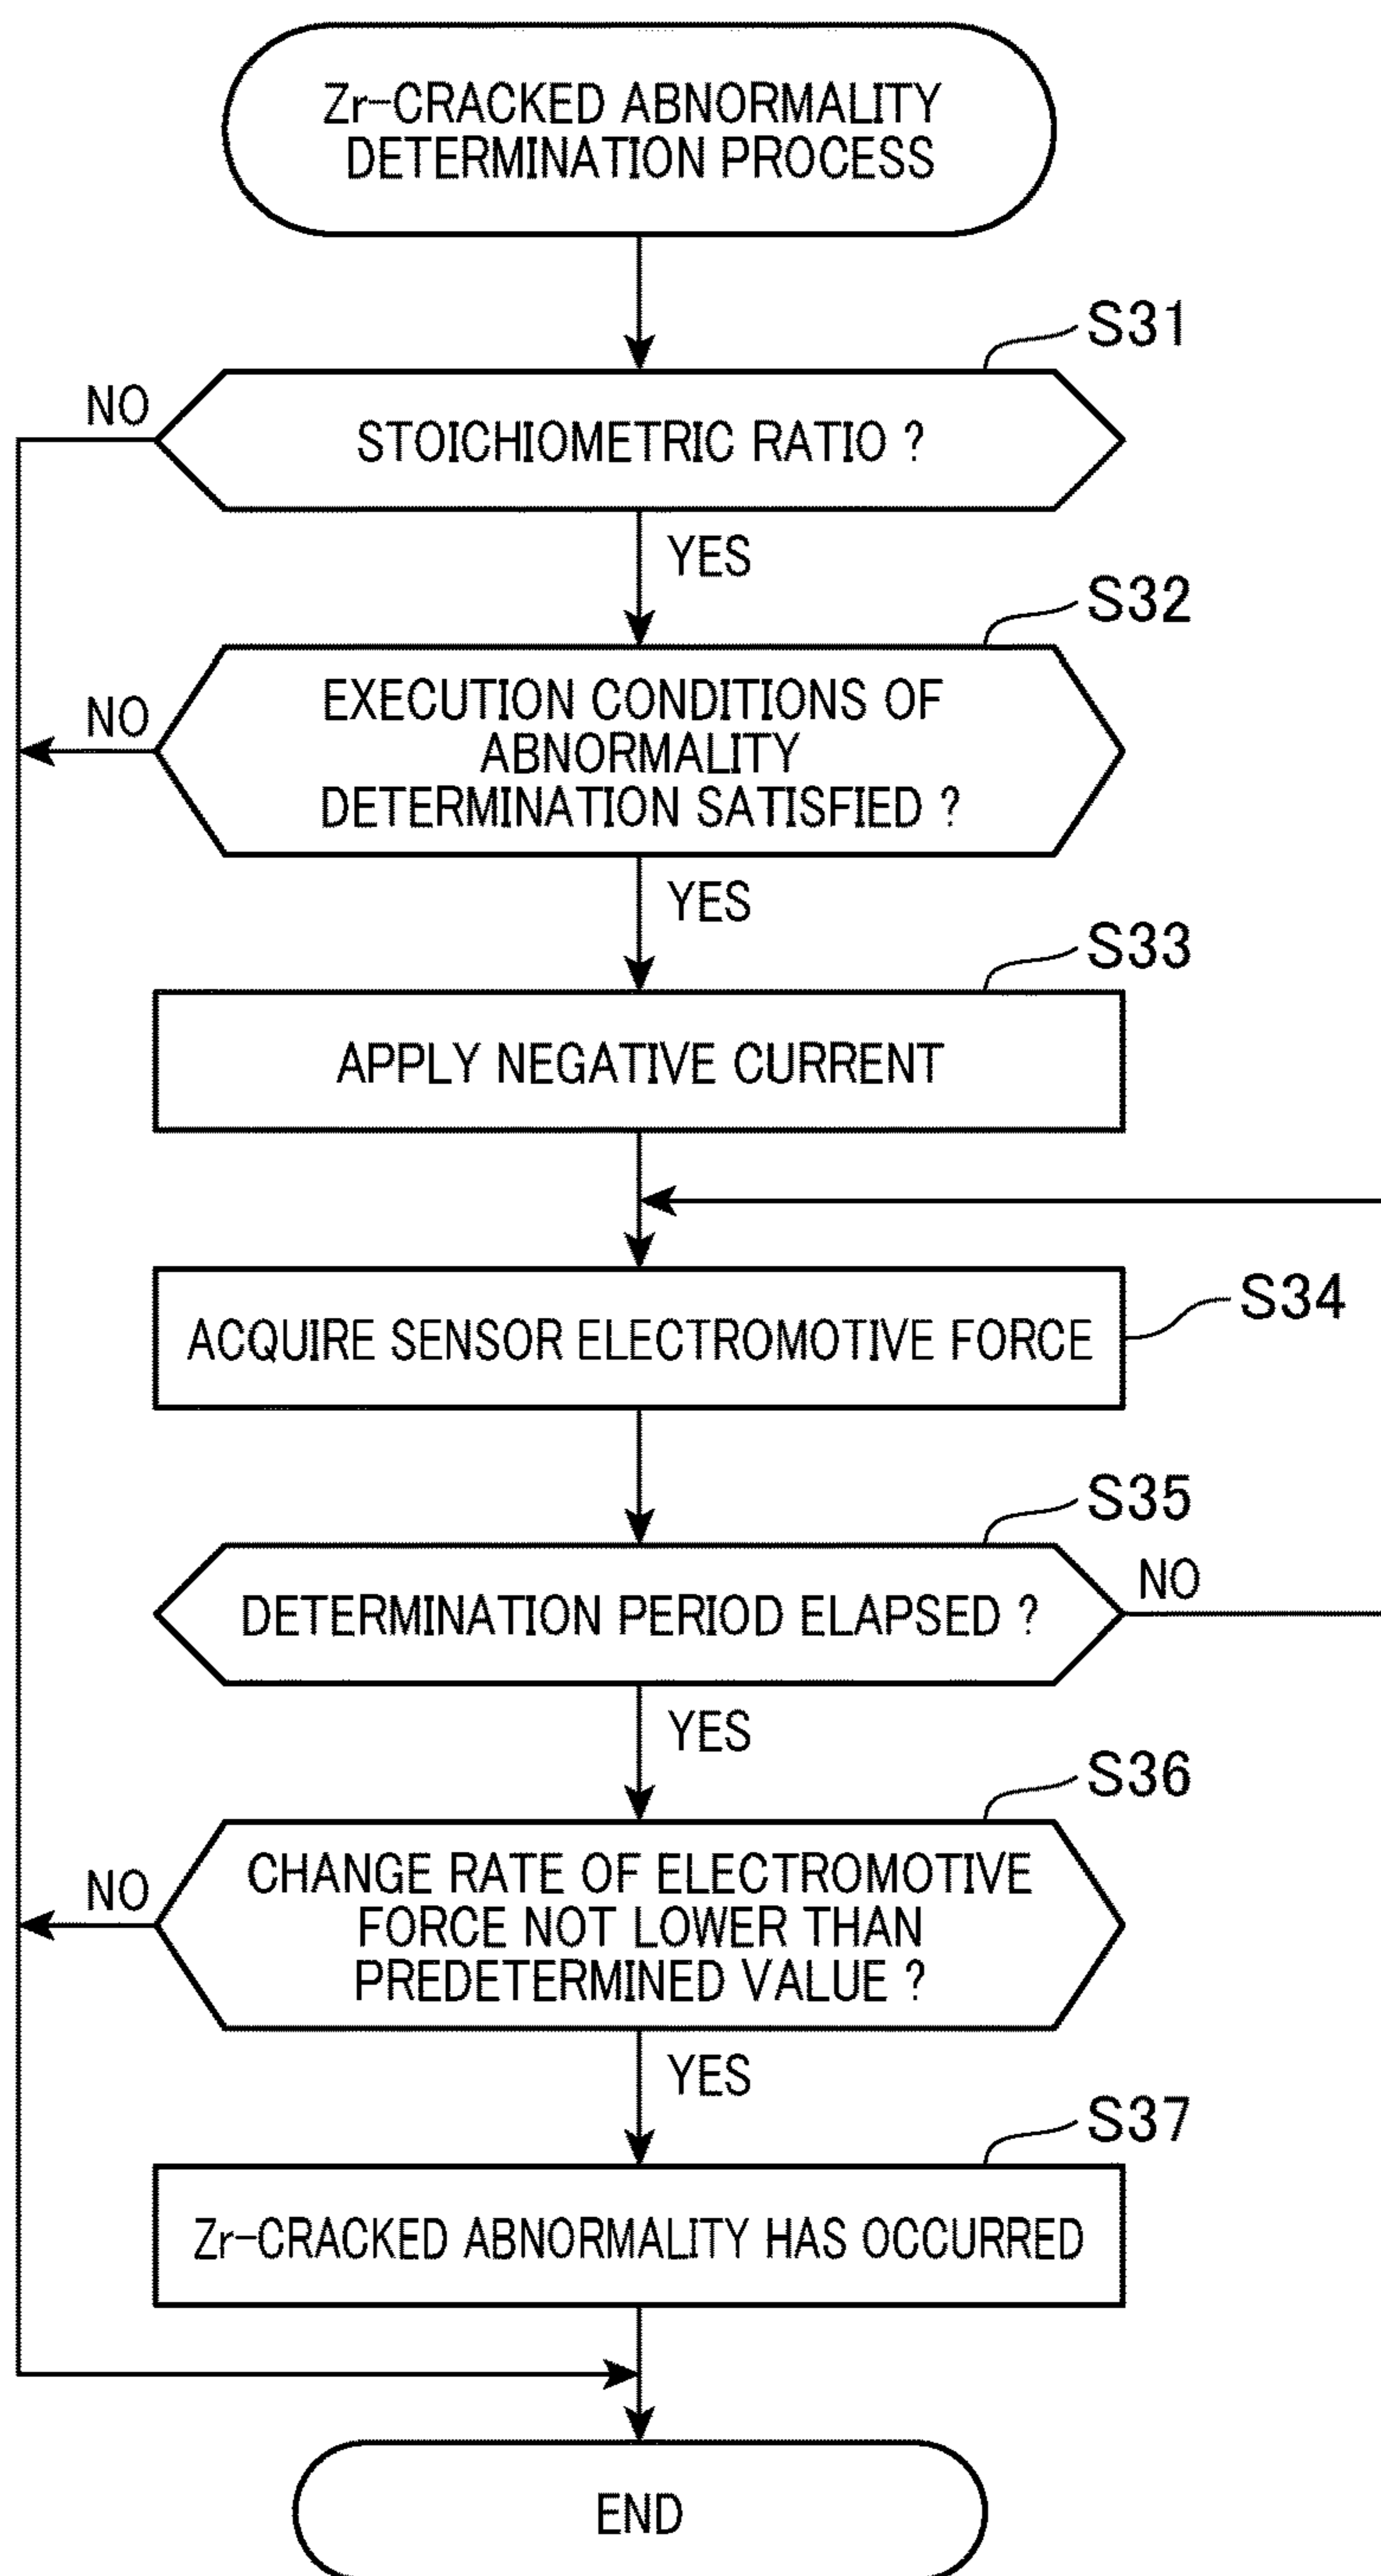 Zr-CRACKED ABNORMALITY
DETERMINATION PROCESS
S31
NO
STOICHIOMETRIC RATIO ?
YES
S32
NO
EXECUTION CONDITIONS OF
ABNORMALITY
DETERMINATION SATISFIED ?
YES
S33
APPLY NEGATIVE CURRENT
S34
ACQUIRE SENSOR ELECTROMOTIVE FORCE
S35
DETERMINATION PERIOD ELAPSED ?
NO
YES
S36
NO
CHANGE RATE OF ELECTROMOTIVE
FORCE NOT LOWER THAN
PREDETERMINED VALUE ?
YES
S37
Zr-CRACKED ABNORMALITY HAS OCCURRED
END